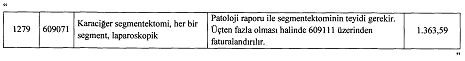 “
1279 609071 Karaciğer segmentektomi, her bir segment, laparoskopik Patoloji raporu ile segmentektominin teyidi gerekir. Üçten fazla olması halinde 609111 üzerinden faturalandırılır. 1.363,59
”